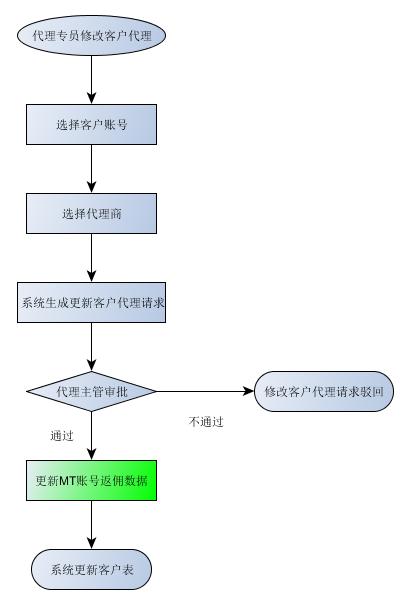 代理专员修改客户代理
选择客户账号
选择代理商
系统生成更新客户代理请求
代理主管审批
修改客户代理请求驳回
不通过
通过
更新MT账号返佣数据
系统更新客户表